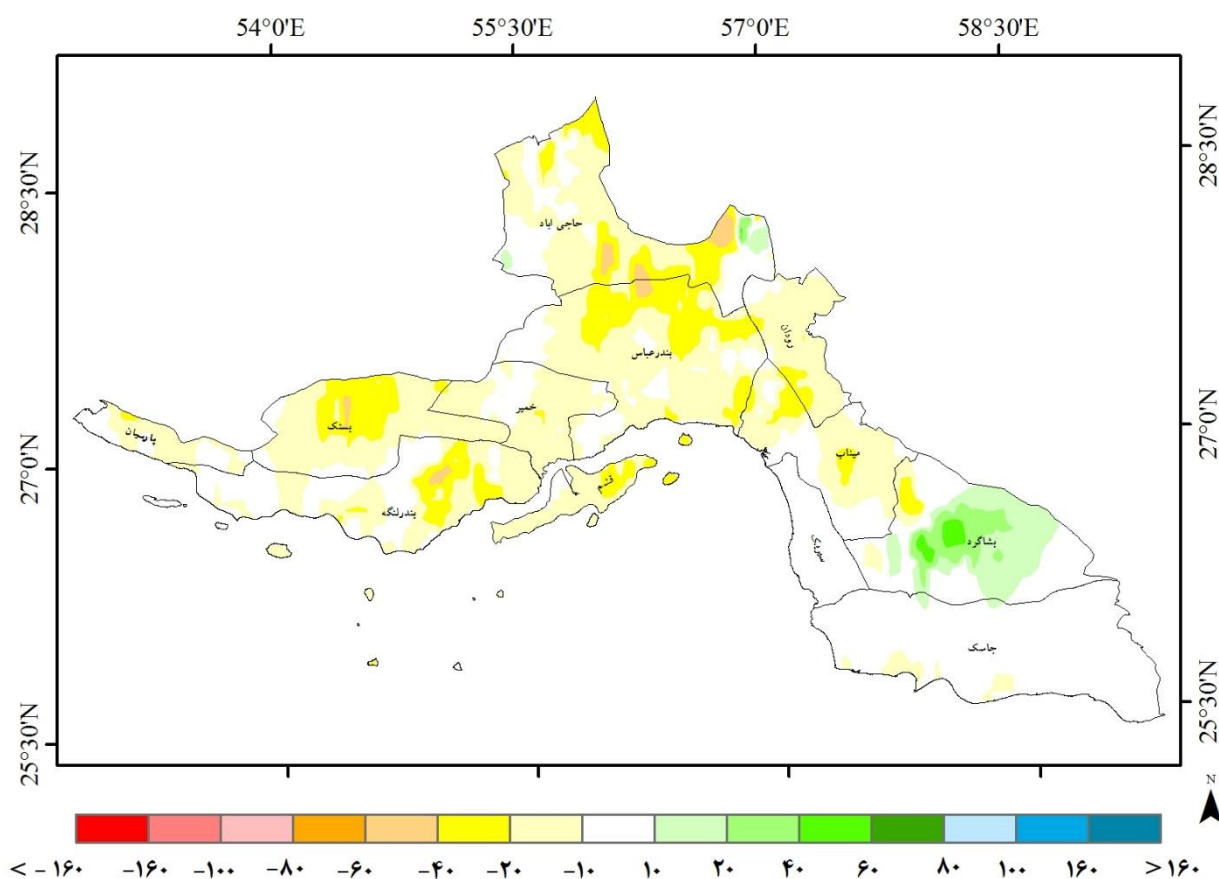 54°0'E 55°30'E 57°0'E 58°30'E
28°30'N
28°30'N
حاجی اباد
رودان
بندرعباس
خمیر
بستک
پارسیان
27°0'N
میناب
27°0'N
قشم
بندرلنگه
بشاگرد
سیریک
جاسک
25°30'N
25°30'N
N
< -۱۶۰ -۱۶۰ -۱۰۰ -۸۰ -۶۰ -۴۰ -۲۰ -۱۰ ۱۰ ۲۰ ۴۰ ۶۰ ۸۰ ۱۰۰ ۱۶۰ >۱۶۰